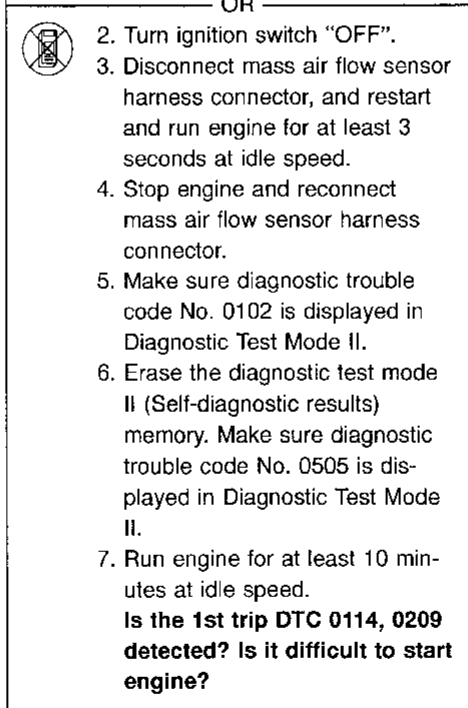 OR
2. Turn ignition switch “OFF”.
3. Disconnect mass air flow sensor
harness connector, and restart
and run engine for at least 3
seconds at idle speed.
4. Stop engine and reconnect
mass air flow sensor harness
connector.
5. Make sure diagnostic trouble
code No. 0102 is displayed in
Diagnostic Test Mode II.
6. Erase the diagnostic test mode
II (Self-diagnostic results)
memory. Make sure diagnostic
trouble code No. 0505 is dis-
played in Diagnostic Test Mode
II.
7. Run engine for at least 10 min-
utes at idle speed.
Is the 1st trip DTC 0114, 0209
detected? Is it difficult to start
engine?